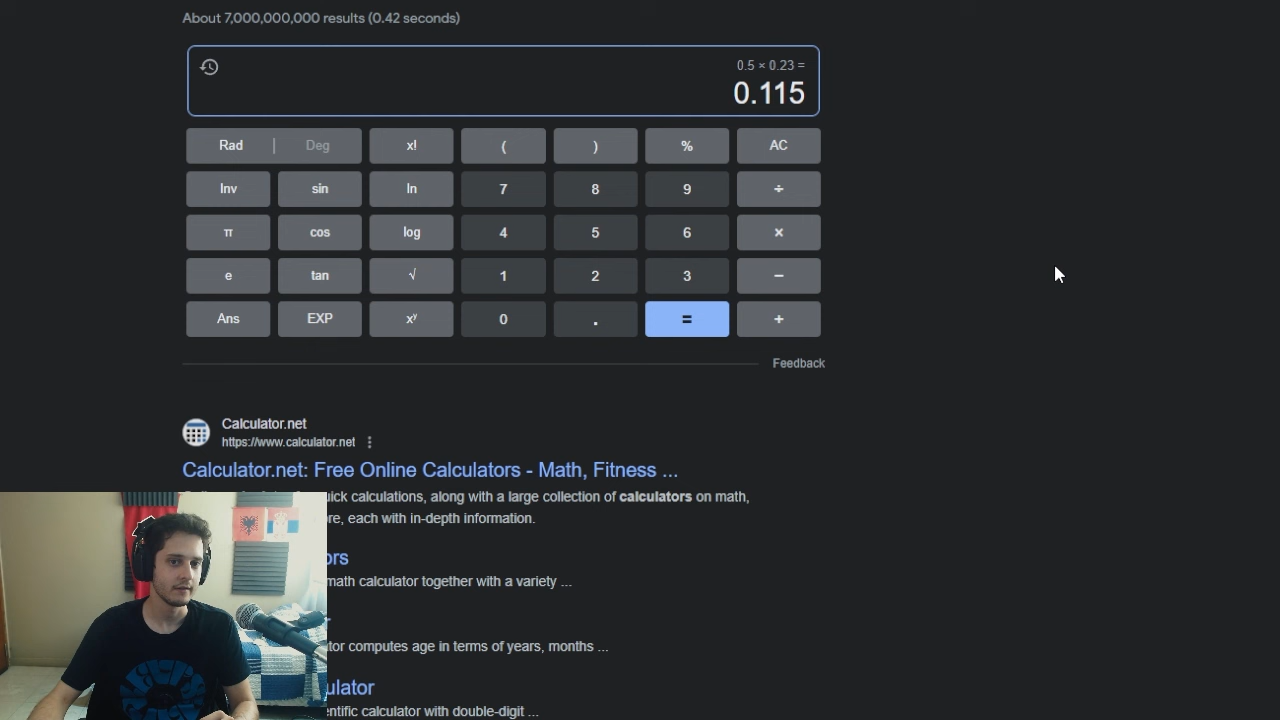 About 7,000,000,000 results (0.42 seconds)
0.5 × 0.23 =
0.115
Rad | Deg x! ( ) % AC
Inv sin ln 7 8 9 ÷
π cos log 4 5 6 ×
e tan √ 1 2 3 −
Ans EXP xʸ 0 . = +
Feedback
Calculator.net
https://www.calculator.net
Calculator.net: Free Online Calculators - Math, Fitness ...
uick calculations, along with a large collection of calculators on math,
re, each with in-depth information.
ors
math calculator together with a variety ...
tor computes age in terms of years, months ...
ulator
entific calculator with double-digit ...